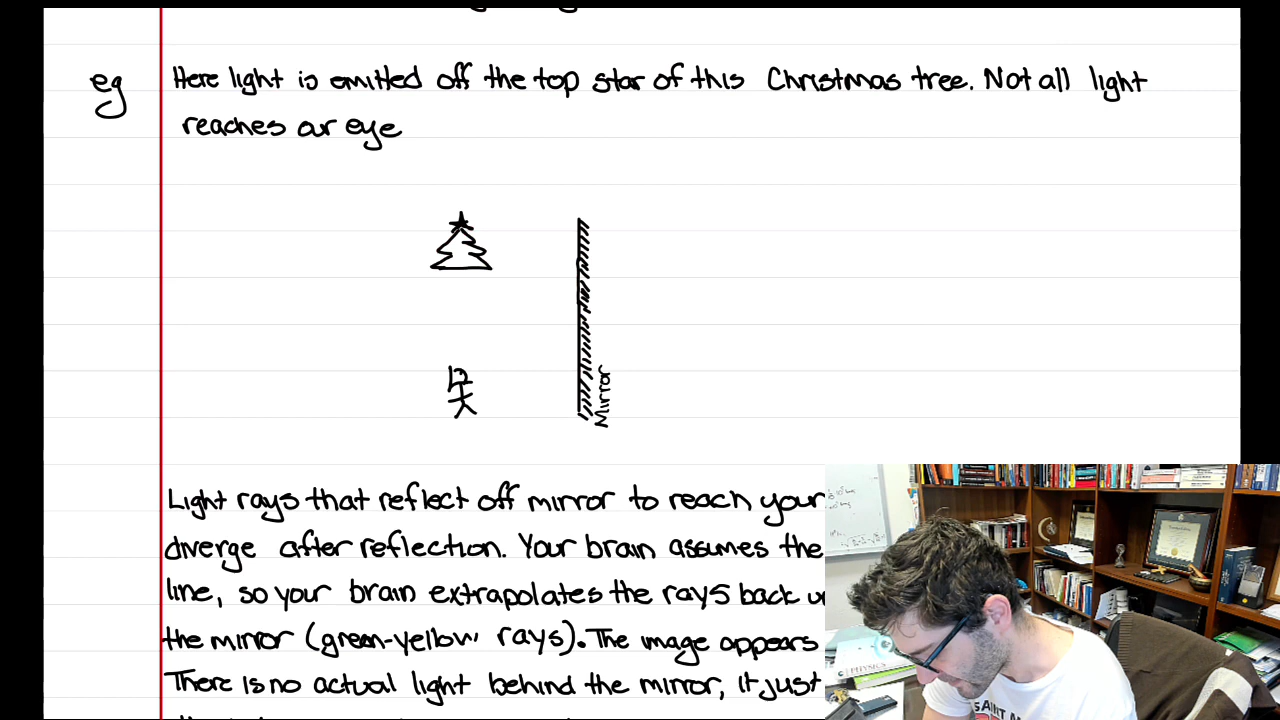 eg Here light is emitted off the top star of this Christmas tree. Not all light
reaches our eye
Mirror
Light rays that reflect off mirror to reach your
diverge after reflection. Your brain assumes the
line, so your brain extrapolates the rays back
the mirror (green-yellow rays). The image appears
There is no actual light behind the mirror, it just
PHYSICS